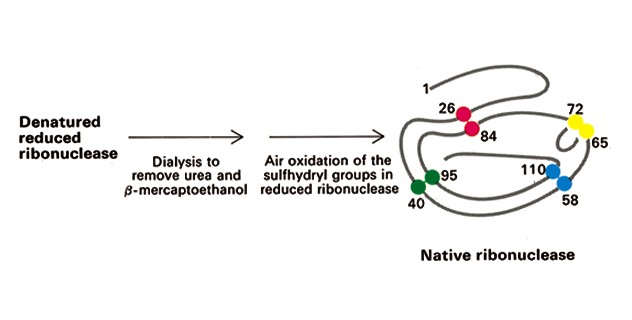 Denatured
reduced
ribonuclease
Dialysis to
remove urea and
β-mercaptoethanol
Air oxidation of the
sulfhydryl groups in
reduced ribonuclease
1
26
84
72
65
95
40
110
58
Native ribonuclease